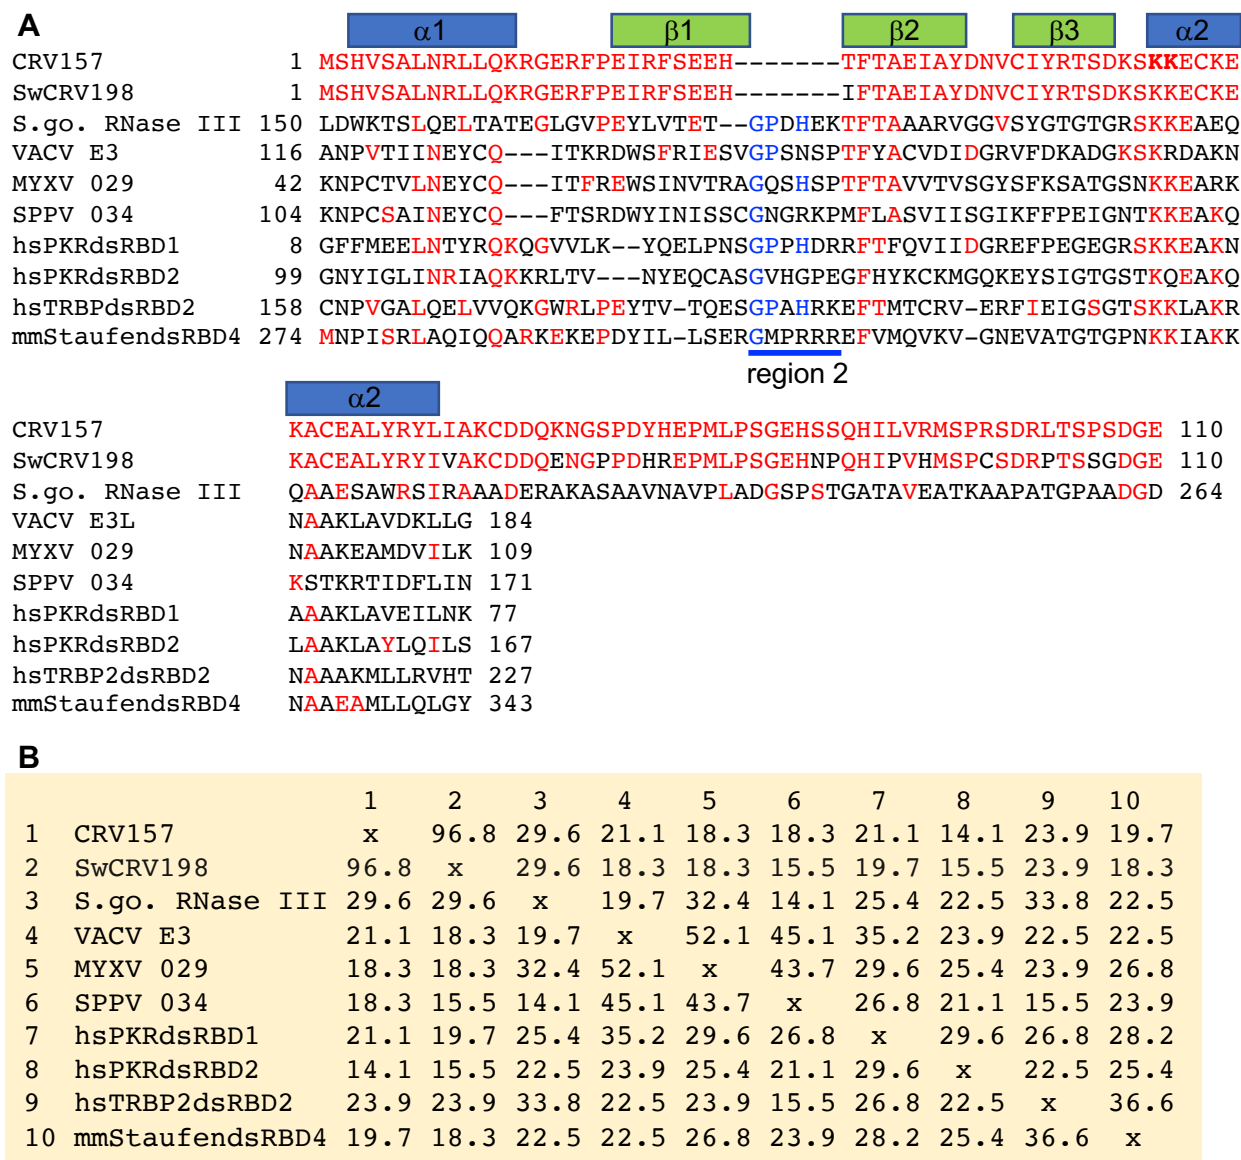 A
α1 β1 β2 β3 α2
CRV157 1 MSHVSALNRLLQKRGERFPEIRFSEEH-------TFTAEIAYDNVCIYRTSDKSKKECKE
SwCRV198 1 MSHVSALNRLLQKRGERFPEIRFSEEH-------IFTAEIAYDNVCIYRTSDKSKKECKE
S.go. RNase III 150 LDWKTSLQELTATEGLGVPEYLVTET--GPDHEKTFTAAARVGGVSYGTGTGRSKKEAEQ
VACV E3 116 ANPVTIINEYCQ---ITKRDWSFRIESVGPSNSPTFYACVDIDGRVFDKADGKSKRDAKN
MYXV 029 42 KNPCTVLNEYCQ---ITFREWSINVTRAGQSHSPTFTAVVTVSGYSFKSATGSNKKEARK
SPPV 034 104 KNPCSAINEYCQ---FTSRDWYINISSCGNGRKPMFLASVIISGIKFFPEIGNTKKEAKQ
hsPKRdsRBD1 8 GFFMEELNTYRQKQGVVLK--YQELPNSGPPHDRRFTFQVIIDGREFPEGEGRSKKEAKN
hsPKRdsRBD2 99 GNYIGLINRIAQKKRLTV---NYEQCASGVHGPEGFHYKCKMGQKEYSIGTGSTKQEAKQ
hsTRBPdsRBD2 158 CNPVGALQELVVQKGWRLPEYTV-TQESGPAHRKEFTMTCRV-ERFIEIGSGTSKKLAKR
mmStaufendsRBD4 274 MNPISRLAQIQQARKEKEPDYIL-LSERGMPRRREFVMQVKV-GNEVATGTGPNKKIAKK
region 2
α2
CRV157 KACEALYRYLIAKCDDQKNGSPDYHEPMLPSGEHSSQHILVRMSPRSDRLTSPSDGE 110
SwCRV198 KACEALYRYIVAKCDDQENGPPDHREPMLPSGEHNPQHIPVHMSPCSDRPTSSGDGE 110
S.go. RNase III QAAESAWRSIRAAADERAKASAAVNAVPLADGSPSTGATAVEATKAAPATGPAADGD 264
VACV E3L NAAKLAVDKLLG 184
MYXV 029 NAAKEAMDVILK 109
SPPV 034 KSTKRTIDFLIN 171
hsPKRdsRBD1 AAAKLAVEILNK 77
hsPKRdsRBD2 LAAKLAYLQILS 167
hsTRBP2dsRBD2 NAAAKMLLRVHT 227
mmStaufendsRBD4 NAAEAMLLQLGY 343
B
1 2 3 4 5 6 7 8 9 10
1 CRV157 x 96.8 29.6 21.1 18.3 18.3 21.1 14.1 23.9 19.7
2 SwCRV198 96.8 x 29.6 18.3 18.3 15.5 19.7 15.5 23.9 18.3
3 S.go. RNase III 29.6 29.6 x 19.7 32.4 14.1 25.4 22.5 33.8 22.5
4 VACV E3 21.1 18.3 19.7 x 52.1 45.1 35.2 23.9 22.5 22.5
5 MYXV 029 18.3 18.3 32.4 52.1 x 43.7 29.6 25.4 23.9 26.8
6 SPPV 034 18.3 15.5 14.1 45.1 43.7 x 26.8 21.1 15.5 23.9
7 hsPKRdsRBD1 21.1 19.7 25.4 35.2 29.6 26.8 x 29.6 26.8 28.2
8 hsPKRdsRBD2 14.1 15.5 22.5 23.9 25.4 21.1 29.6 x 22.5 25.4
9 hsTRBP2dsRBD2 23.9 23.9 33.8 22.5 23.9 15.5 26.8 22.5 x 36.6
10 mmStaufendsRBD4 19.7 18.3 22.5 22.5 26.8 23.9 28.2 25.4 36.6 x